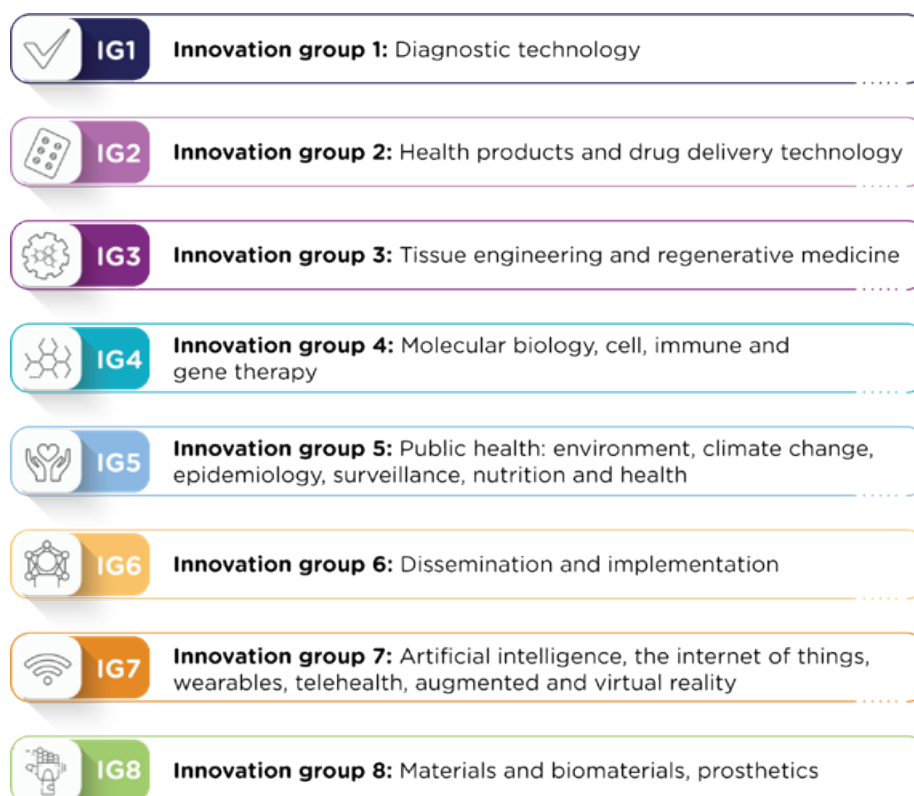 IG1 Innovation group 1: Diagnostic technology
IG2 Innovation group 2: Health products and drug delivery technology
IG3 Innovation group 3: Tissue engineering and regenerative medicine
IG4 Innovation group 4: Molecular biology, cell, immune and
gene therapy
IG5 Innovation group 5: Public health: environment, climate change,
epidemiology, surveillance, nutrition and health
IG6 Innovation group 6: Dissemination and implementation
IG7 Innovation group 7: Artificial intelligence, the internet of things,
wearables, telehealth, augmented and virtual reality
IG8 Innovation group 8: Materials and biomaterials, prosthetics